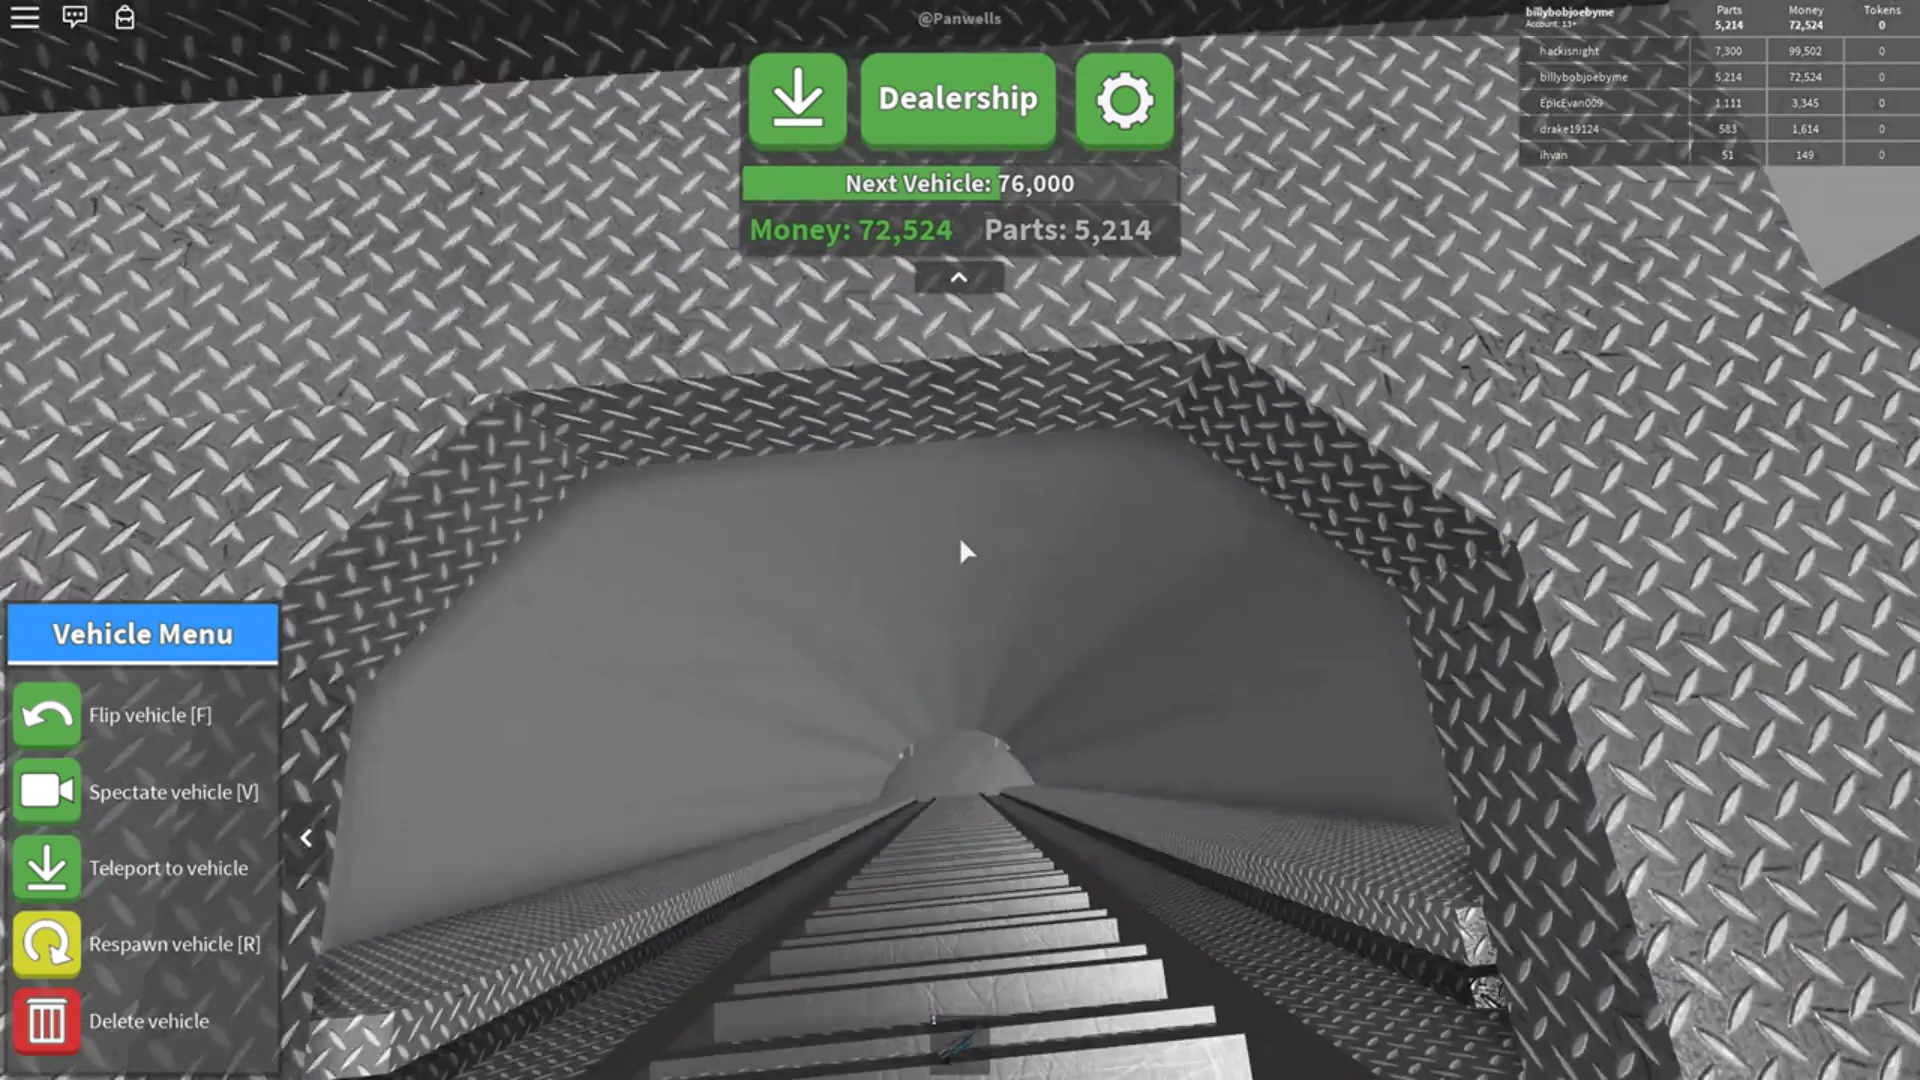 @Panwells
billybobjoebyme
Account: 13+
Parts Money Tokens
5,214 72,524 0
hackisnight 7,300 99,502 0
billybobjoebyme 5,214 72,524 0
EpicEvan009 1,111 3,345 0
drake19124 583 1,614 0
ihvan 51 149 0
Dealership
Next Vehicle: 76,000
Money: 72,524 Parts: 5,214
Vehicle Menu
Flip vehicle [F]
Spectate vehicle [V]
Teleport to vehicle
Respawn vehicle [R]
Delete vehicle